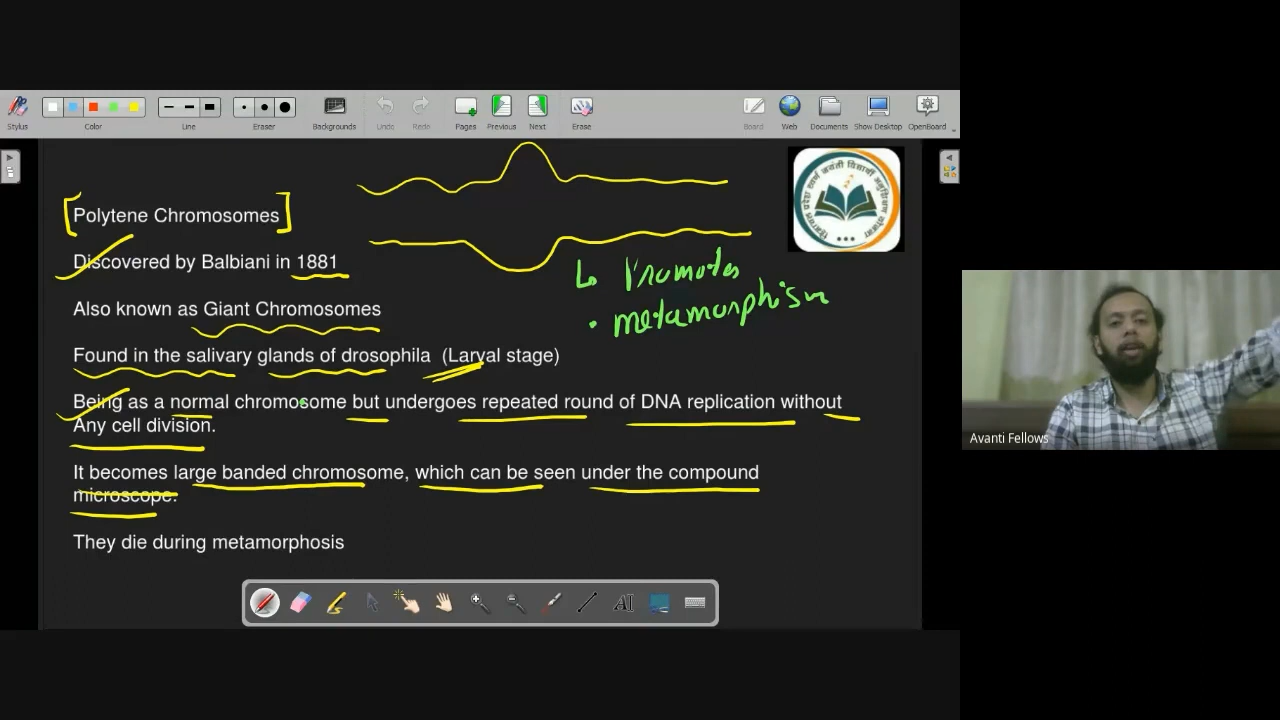 Stylus
Color
Line
Eraser
Backgrounds
Undo
Redo
Pages
Previous
Next
Erase
Board
Web
Documents
Show Desktop
OpenBoard
Polytene Chromosomes
Discovered by Balbiani in 1881
Promotes
Also known as Giant Chromosomes
metamorphism
Found in the salivary glands of drosophila (Larval stage)
Being as a normal chromosome but undergoes repeated round of DNA replication without
Any cell division.
It becomes large banded chromosome, which can be seen under the compound
microscope.
They die during metamorphosis
Avanti Fellows